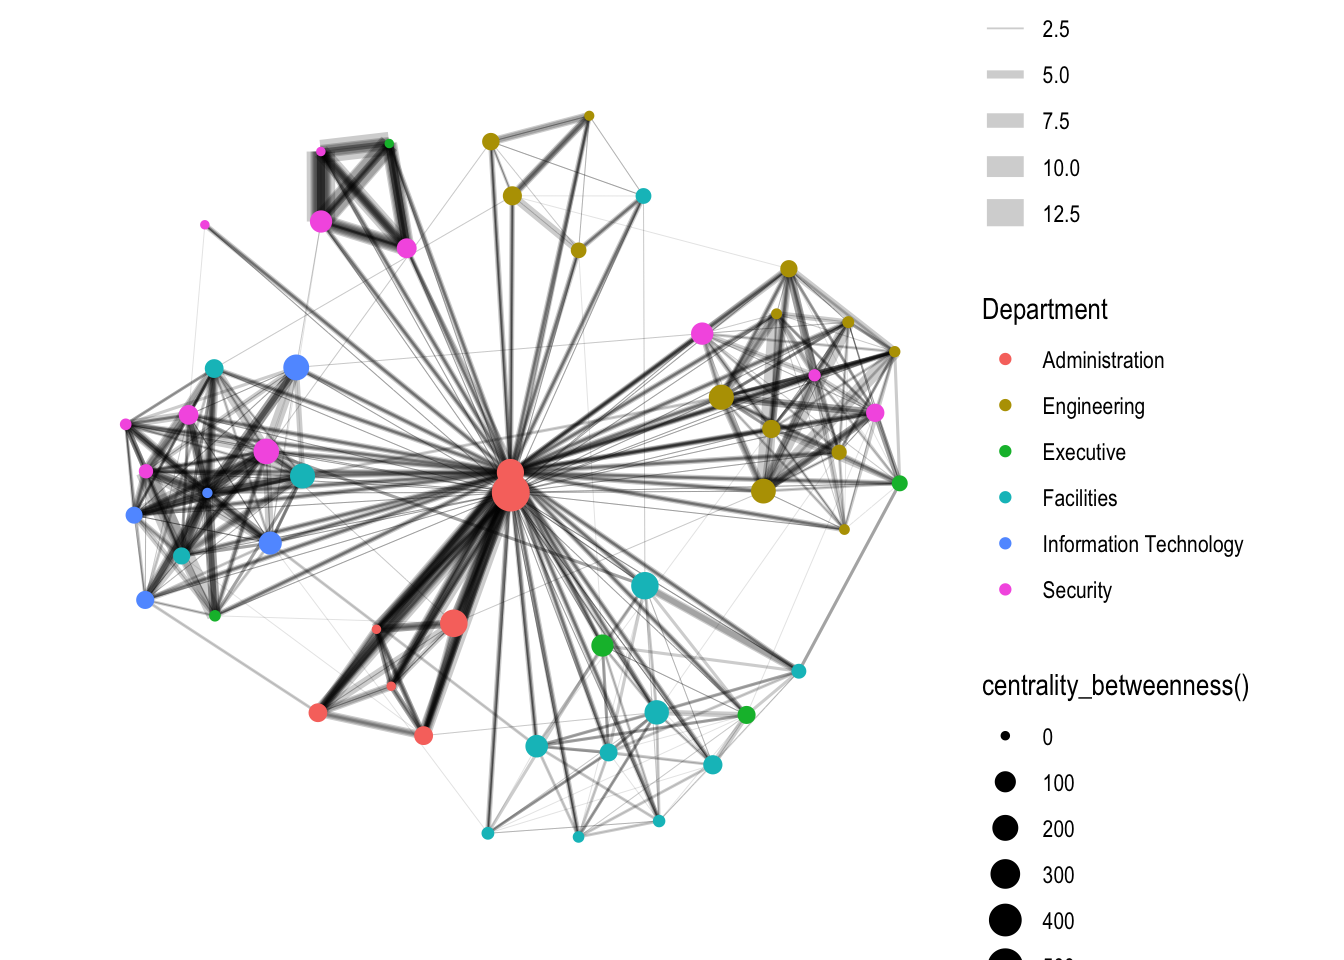 2.5
5.0
7.5
10.0
12.5
Department
Administration
Engineering
Executive
Facilities
Information Technology
Security
centrality_betweenness()
0
100
200
300
400